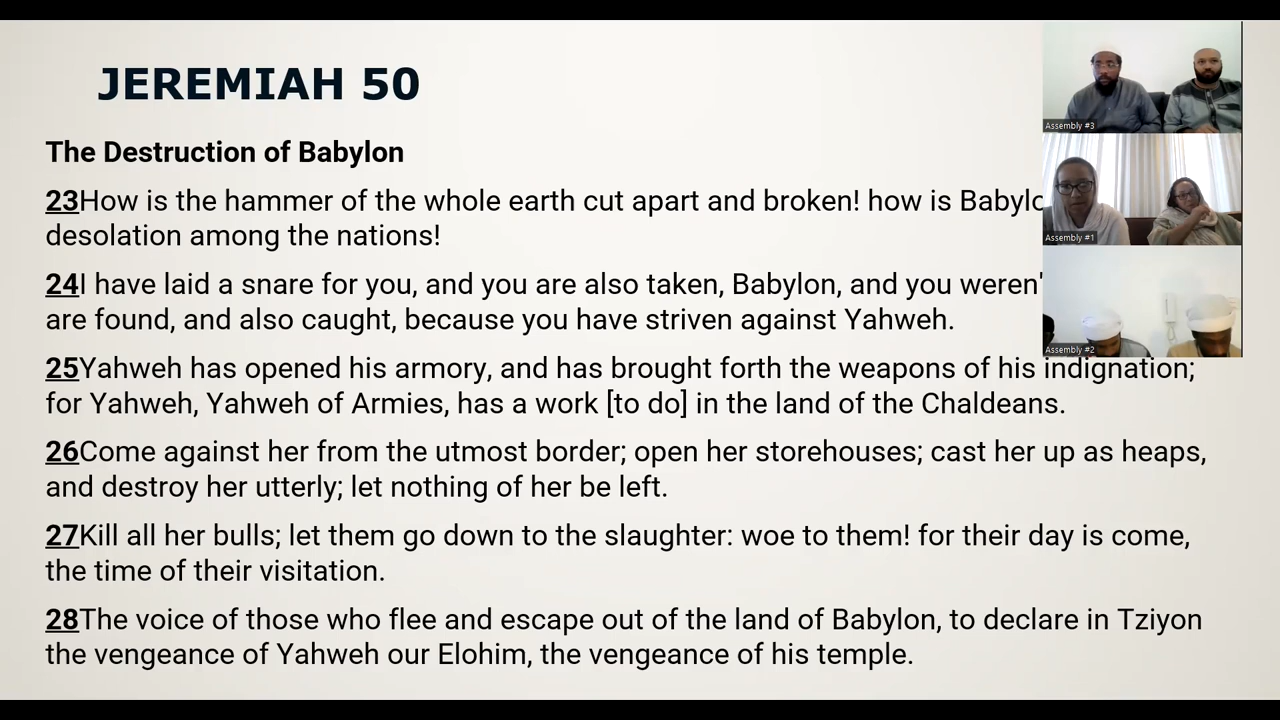 JEREMIAH 50
The Destruction of Babylon
23How is the hammer of the whole earth cut apart and broken! how is
desolation among the nations!
24I have laid a snare for you, and you are also taken, Babylon, and you
are found, and also caught, because you have striven against Yahweh.
25Yahweh has opened his armory, and has brought forth the weapons of his indignation;
for Yahweh, Yahweh of Armies, has a work [to do] in the land of the Chaldeans.
26Come against her from the utmost border; open her storehouses; cast her up as heaps,
and destroy her utterly; let nothing of her be left.
27Kill all her bulls; let them go down to the slaughter: woe to them! for their day is come,
the time of their visitation.
28The voice of those who flee and escape out of the land of Babylon, to declare in Tziyon
the vengeance of Yahweh our Elohim, the vengeance of his temple.
Assembly #3
Assembly #1
Assembly #2